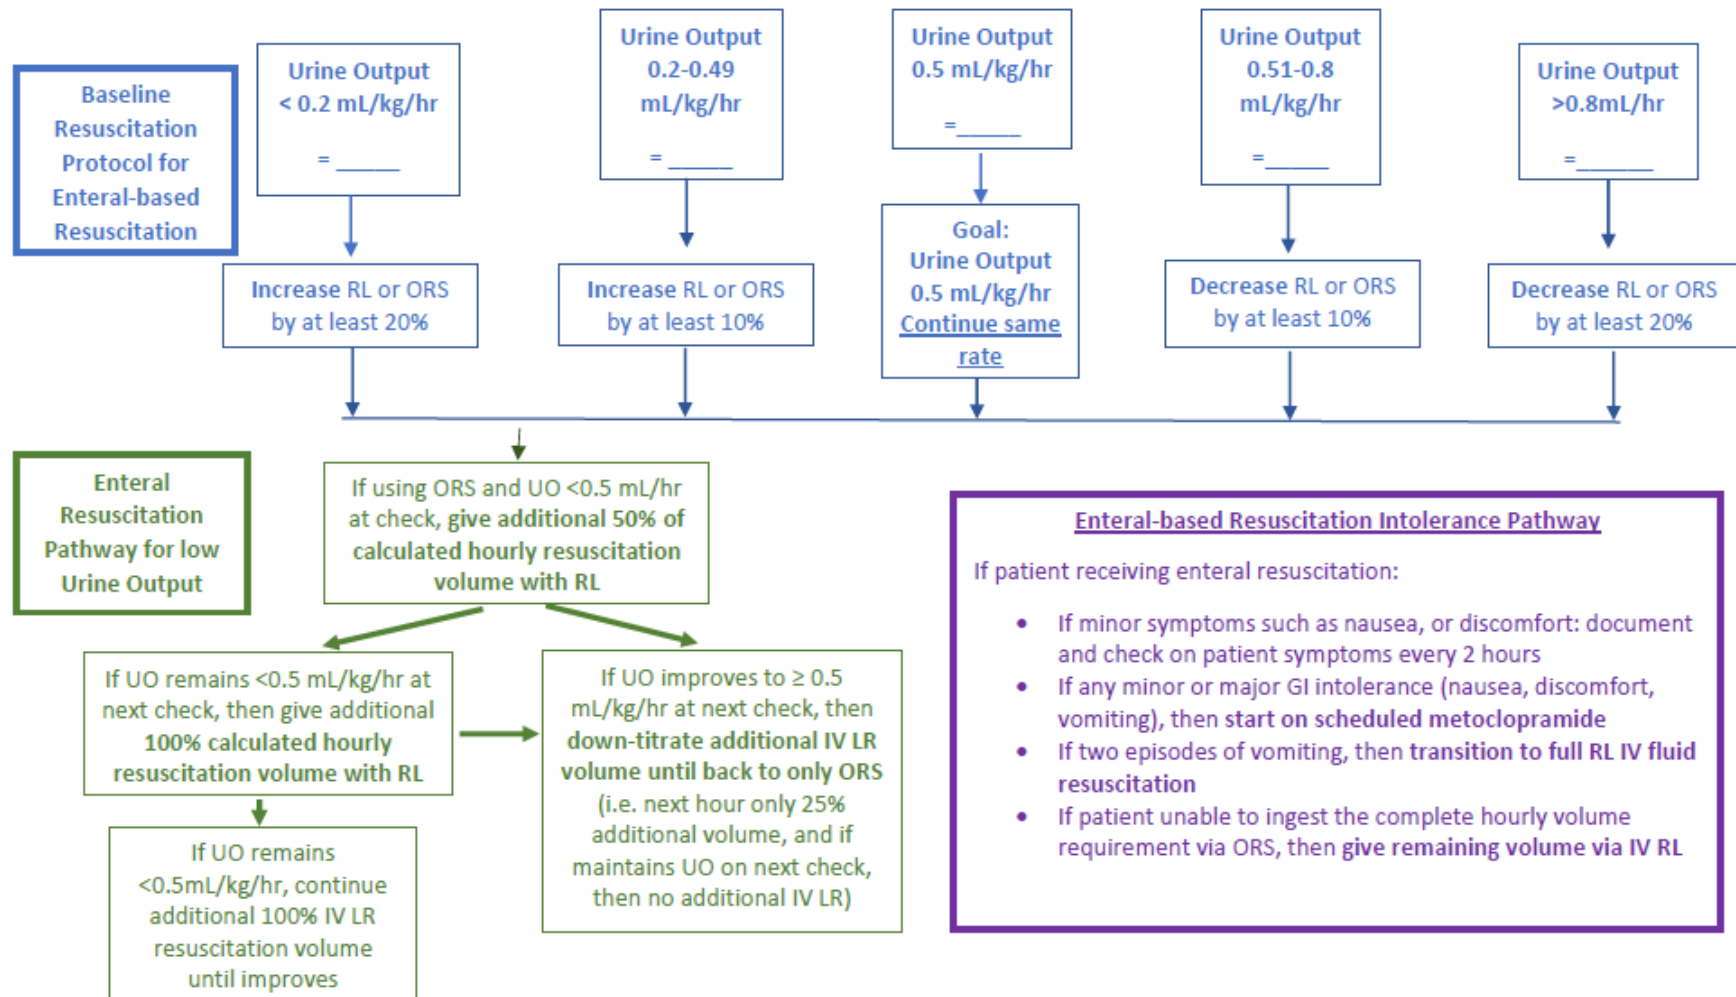 Baseline
Resuscitation
Protocol for
Enteral-based
Resuscitation
Urine Output
< 0.2 mL/kg/hr
= _____
Urine Output
0.2-0.49
mL/kg/hr
= _____
Urine Output
0.5 mL/kg/hr
=_____
Urine Output
0.51-0.8
mL/kg/hr
=_____
Urine Output
>0.8mL/hr
=______
Increase RL or ORS
by at least 20%
Increase RL or ORS
by at least 10%
Goal:
Urine Output
0.5 mL/kg/hr
Continue same
rate
Decrease RL or ORS
by at least 10%
Decrease RL or ORS
by at least 20%
Enteral
Resuscitation
Pathway for low
Urine Output
If using ORS and UO <0.5 mL/hr
at check, give additional 50% of
calculated hourly resuscitation
volume with RL
If UO remains <0.5 mL/kg/hr at
next check, then give additional
100% calculated hourly
resuscitation volume with RL
If UO improves to ≥ 0.5
mL/kg/hr at next check, then
down-titrate additional IV LR
volume until back to only ORS
(i.e. next hour only 25%
additional volume, and if
maintains UO on next check,
then no additional IV LR)
If UO remains
<0.5mL/kg/hr, continue
additional 100% IV LR
resuscitation volume
until improves
Enteral-based Resuscitation Intolerance Pathway
If patient receiving enteral resuscitation:
• If minor symptoms such as nausea, or discomfort: document
and check on patient symptoms every 2 hours
• If any minor or major GI intolerance (nausea, discomfort,
vomiting), then start on scheduled metoclopramide
• If two episodes of vomiting, then transition to full RL IV fluid
resuscitation
• If patient unable to ingest the complete hourly volume
requirement via ORS, then give remaining volume via IV RL